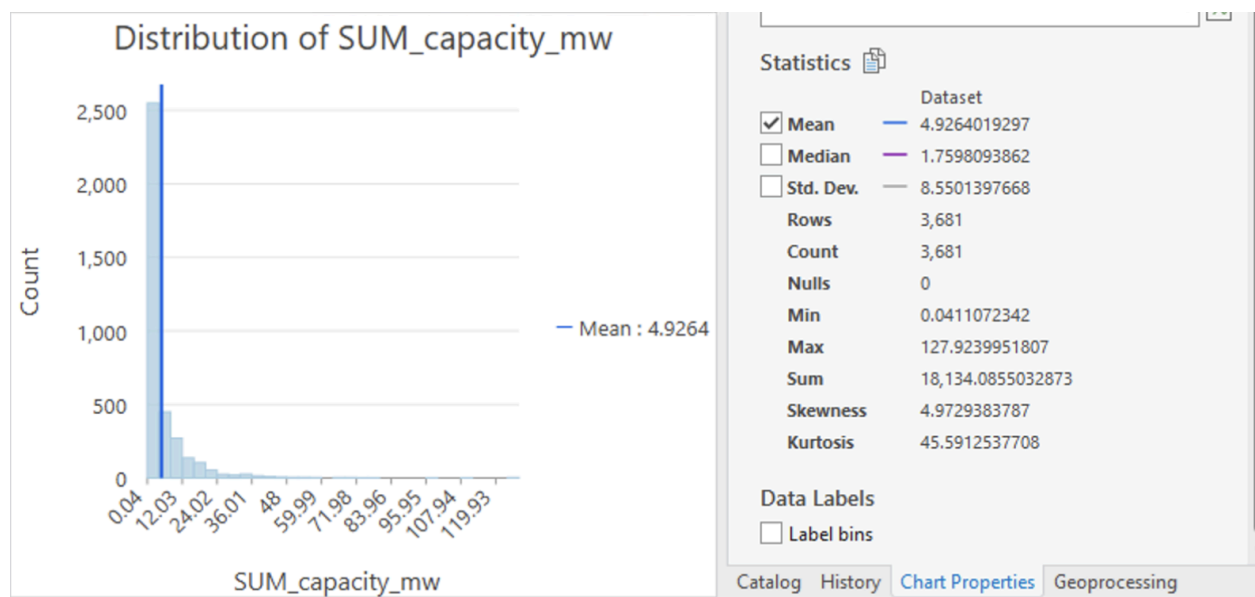 Distribution of SUM_capacity_mw
Count
2,500
2,000
1,500
1,000
500
0
0.04
12.03
24.02
36.01
48
59.99
71.98
83.96
95.95
107.94
119.93
SUM_capacity_mw
Mean : 4.9264
Statistics
Dataset
Mean 4.9264019297
Median 1.7598093862
Std. Dev. 8.5501397668
Rows 3,681
Count 3,681
Nulls 0
Min 0.0411072342
Max 127.9239951807
Sum 18,134.0855032873
Skewness 4.9729383787
Kurtosis 45.5912537708
Data Labels
Label bins
Catalog History Chart Properties Geoprocessing